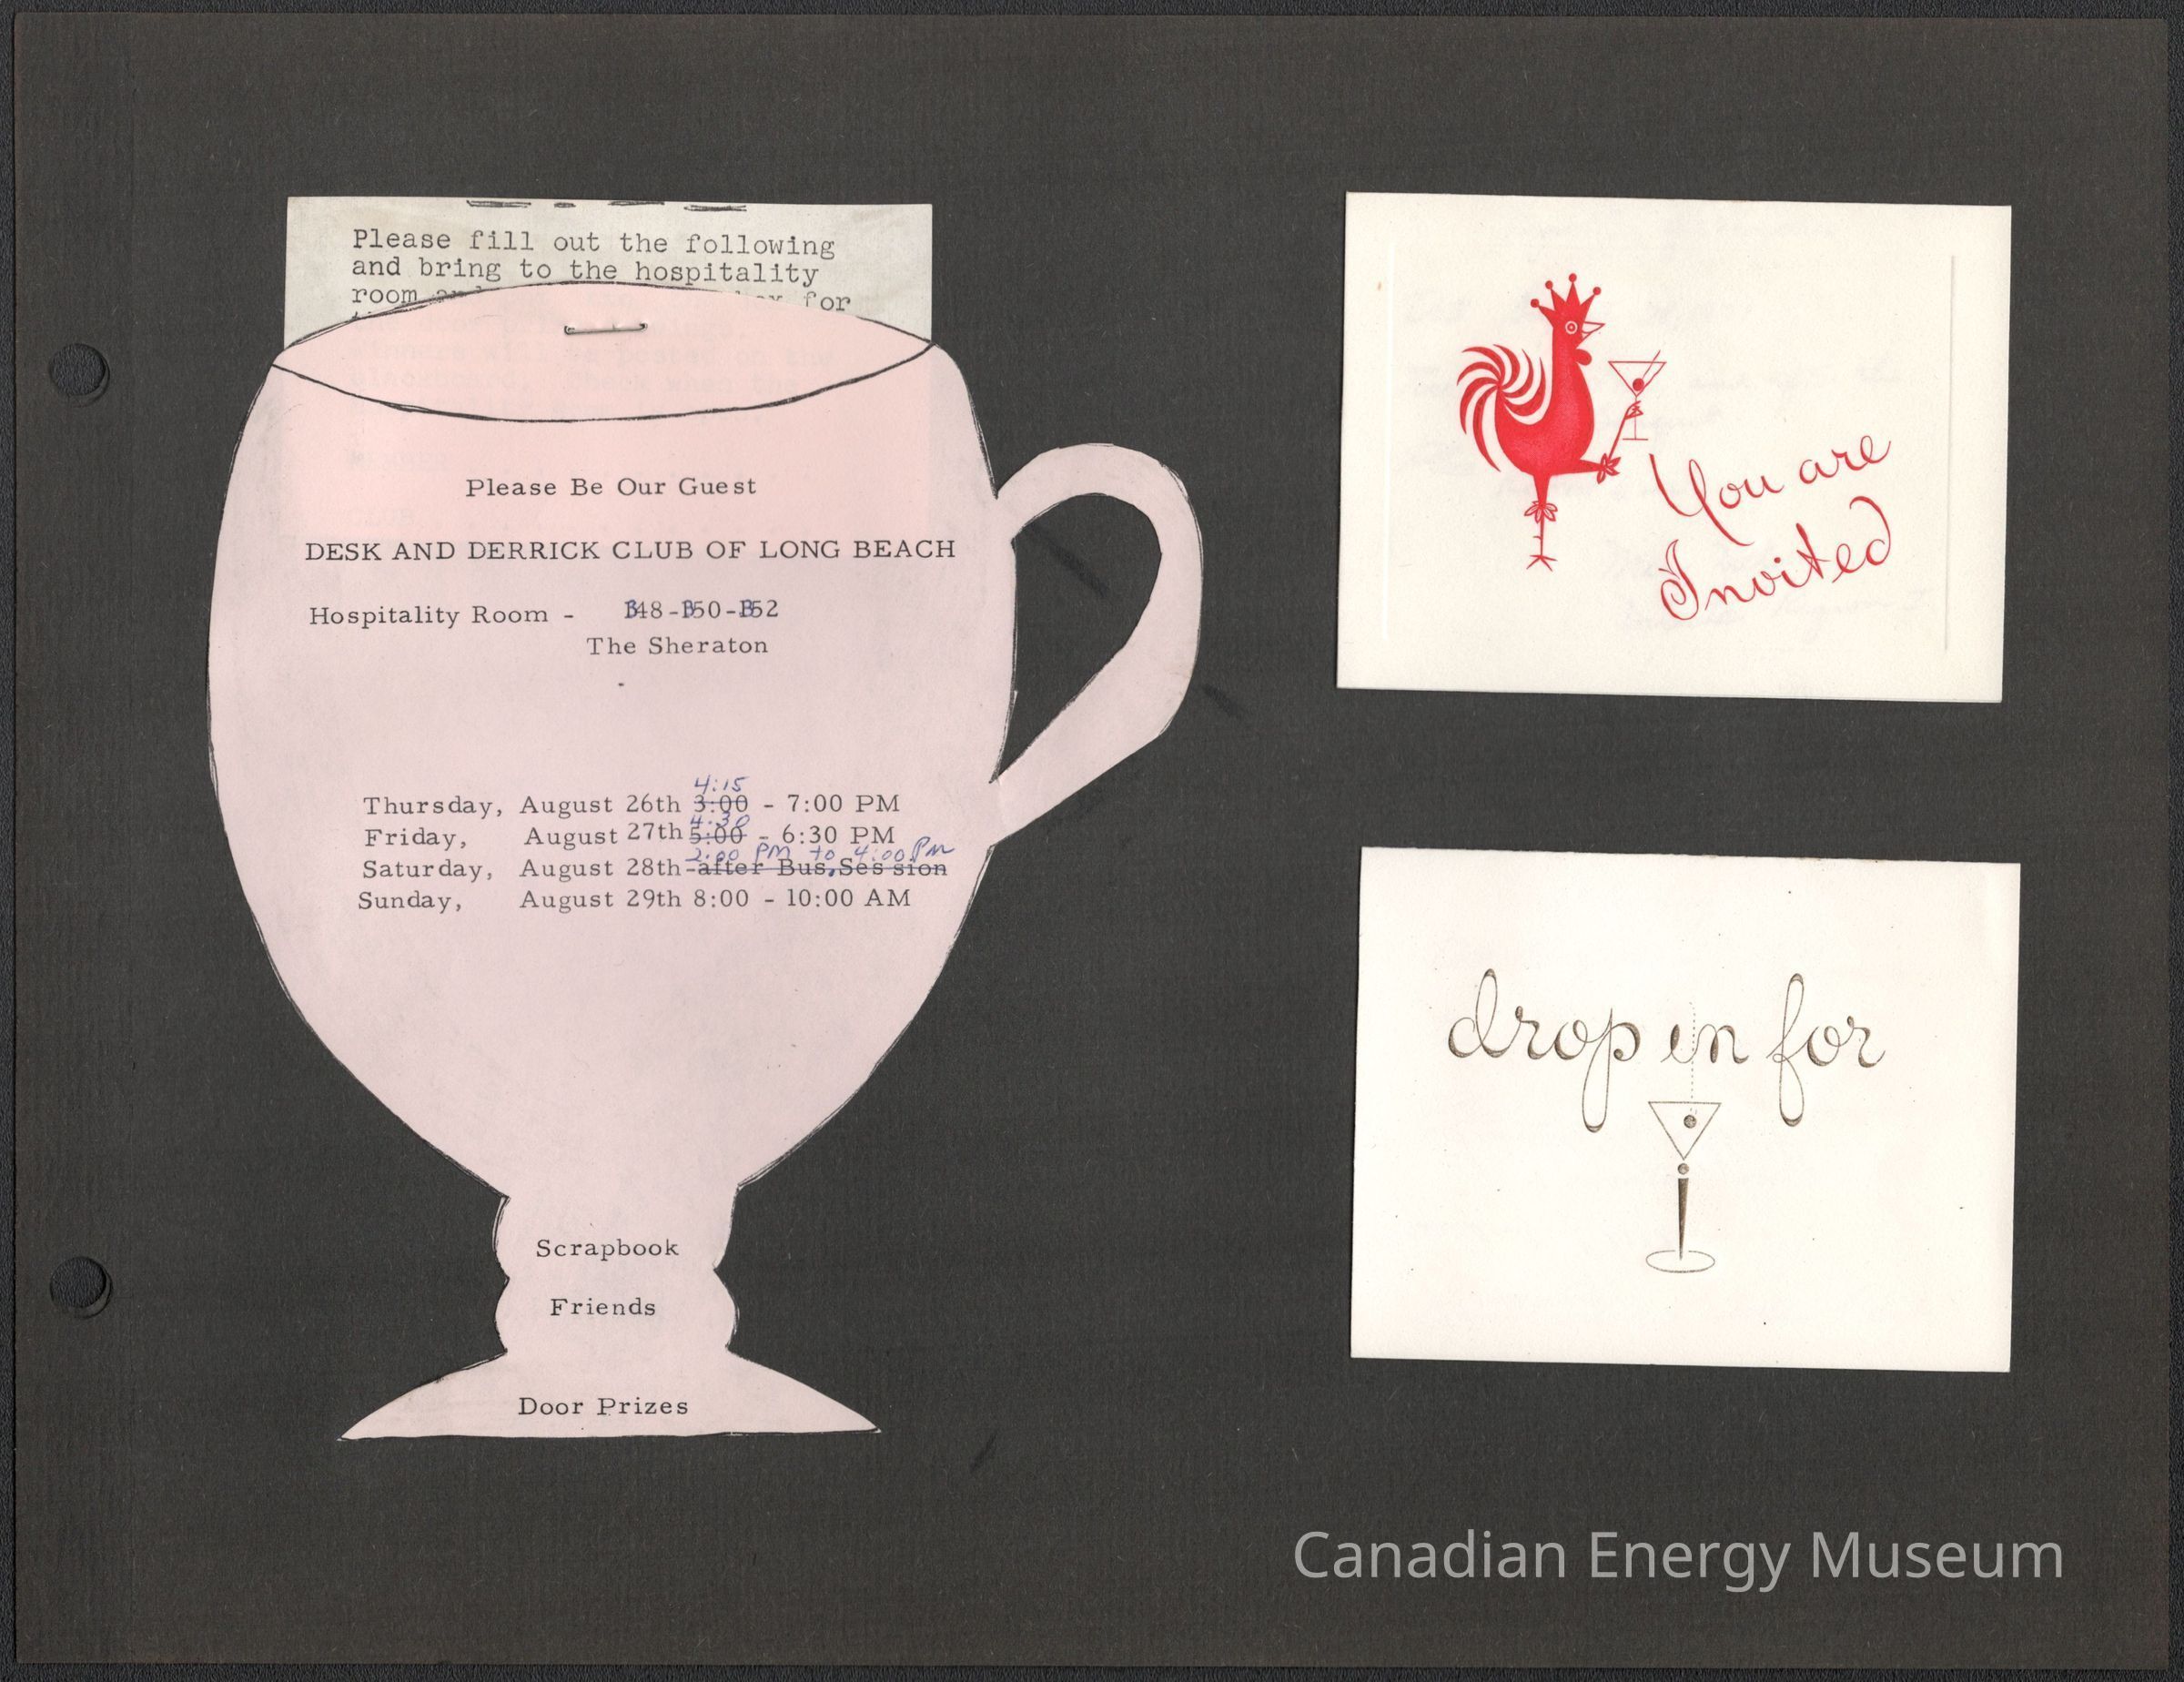 Please fill out the following
and bring to the hospitality
room for
Please Be Our Guest
DESK AND DERRICK CLUB OF LONG BEACH
Hospitality Room - B48-B50-B52
The Sheraton
4:15
Thursday, August 26th 3:00 - 7:00 PM
4:30
Friday, August 27th 5:00 - 6:30 PM
2:00 PM to 4:00 PM
Saturday, August 28th-after Bus. Session
Sunday, August 29th 8:00 - 10:00 AM
Scrapbook
Friends
Door Prizes
You are
Invited
drop in for
Canadian Energy Museum